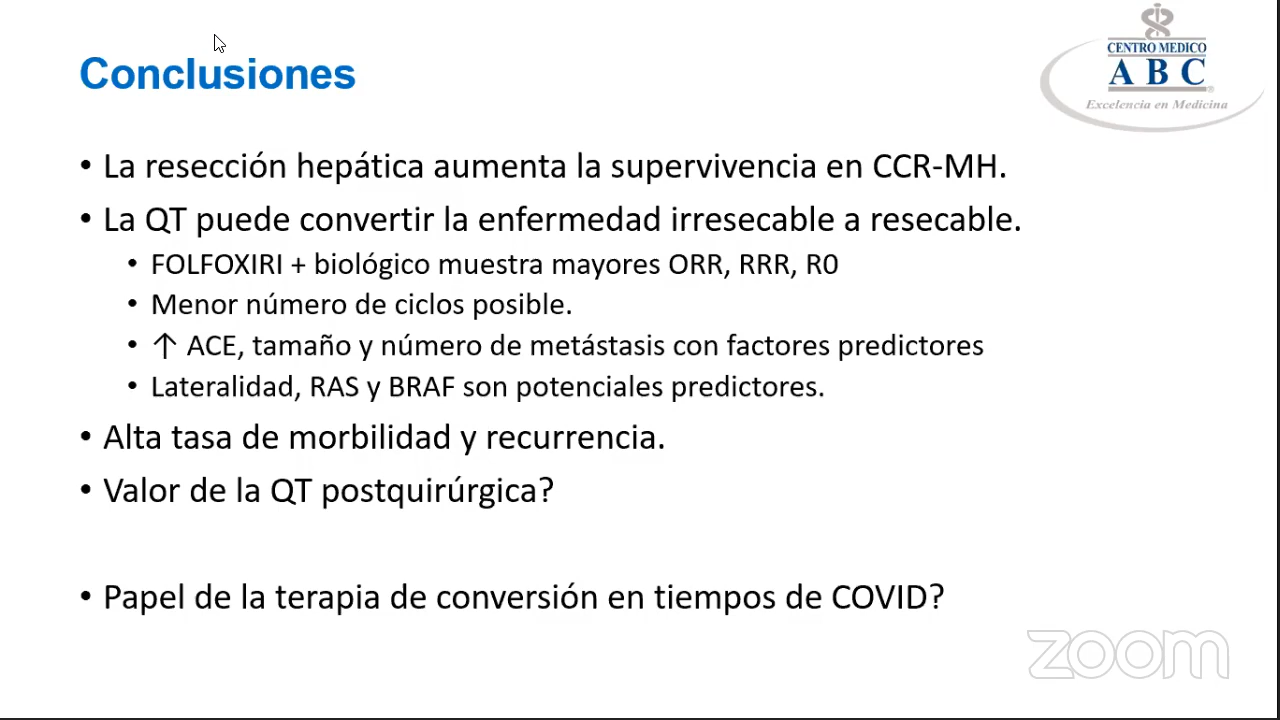 CENTRO MEDICO
ABC
Excelencia en Medicina
Conclusiones
• La resección hepática aumenta la supervivencia en CCR-MH.
• La QT puede convertir la enfermedad irresecable a resecable.
• FOLFOXIRI + biológico muestra mayores ORR, RRR, R0
• Menor número de ciclos posible.
• ↑ ACE, tamaño y número de metástasis con factores predictores
• Lateralidad, RAS y BRAF son potenciales predictores.
• Alta tasa de morbilidad y recurrencia.
• Valor de la QT postquirúrgica?
• Papel de la terapia de conversión en tiempos de COVID?
zoom